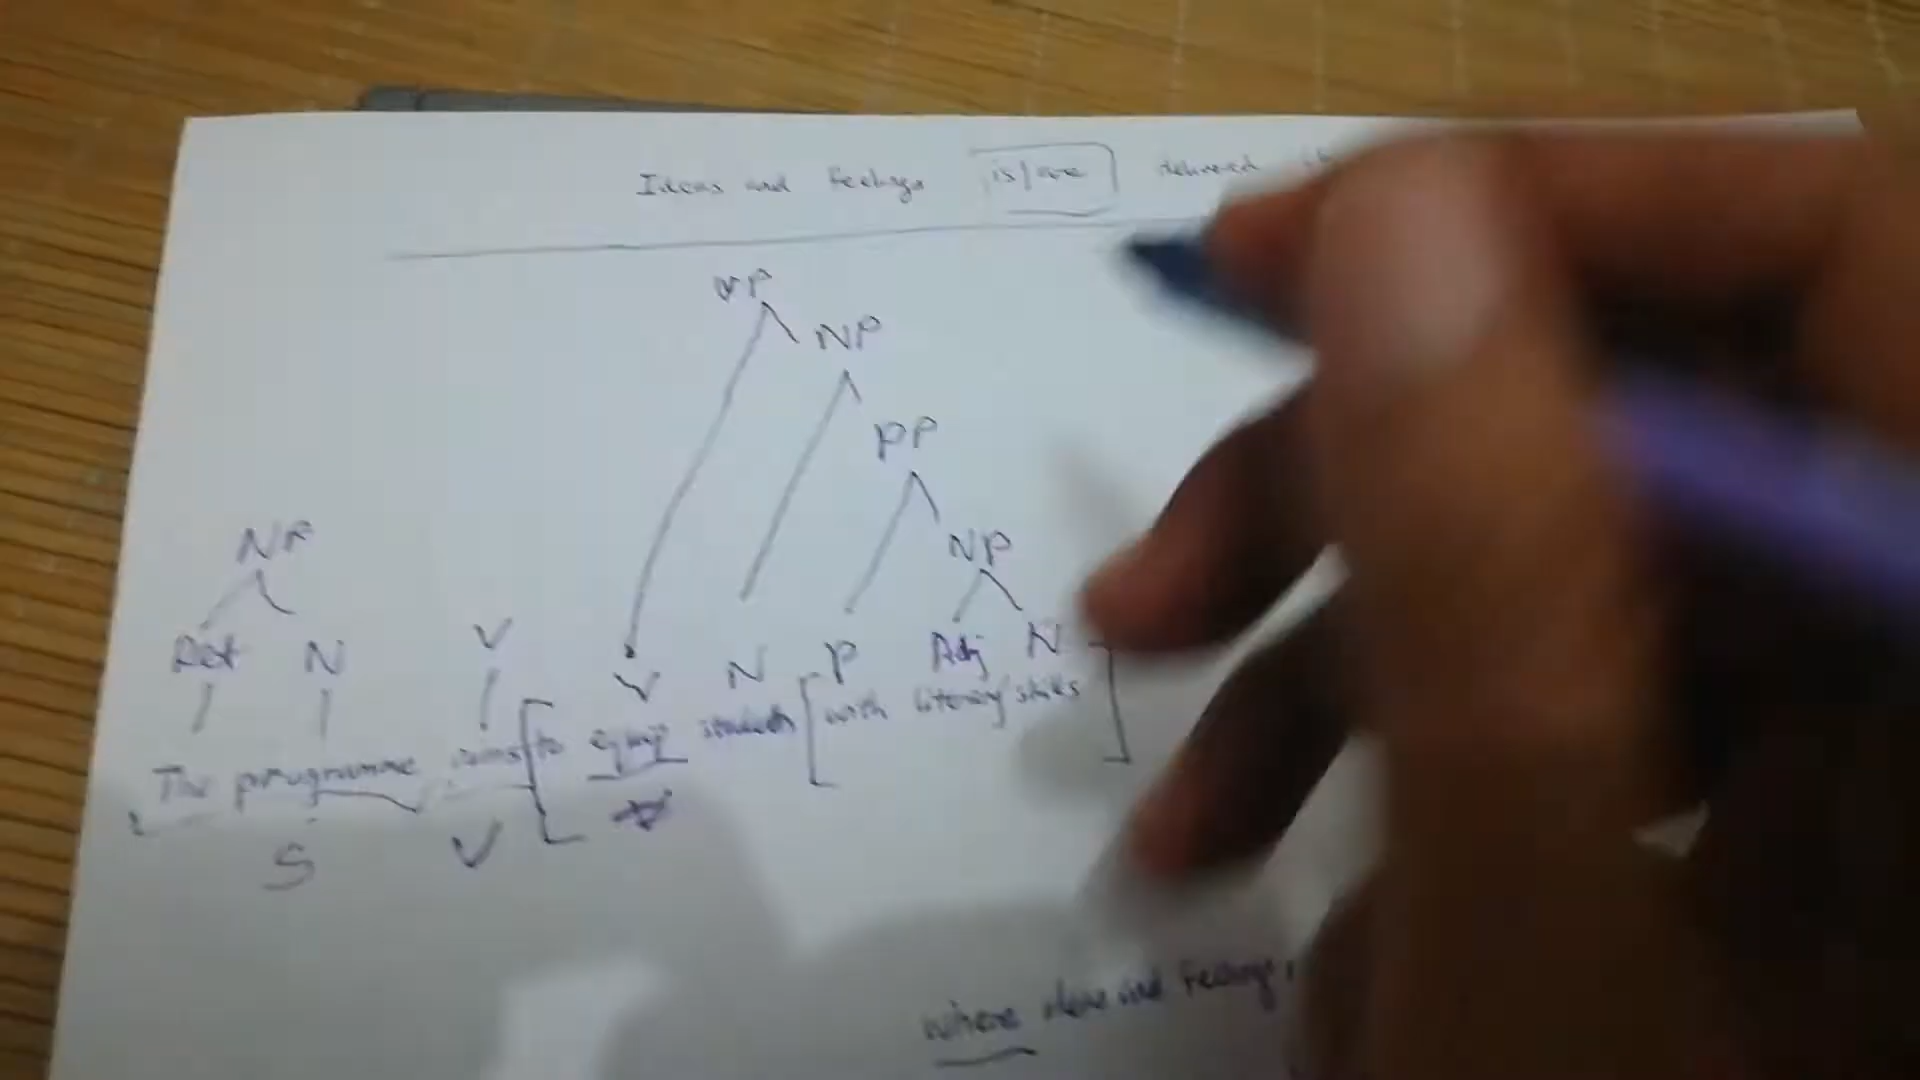 Ideas and Feelings is/are delivered
VP
NP
PP
NP NP
Det N V V N P Adj N
The programme aims to equip students with literary skills
S V V
where ideas and feelings,